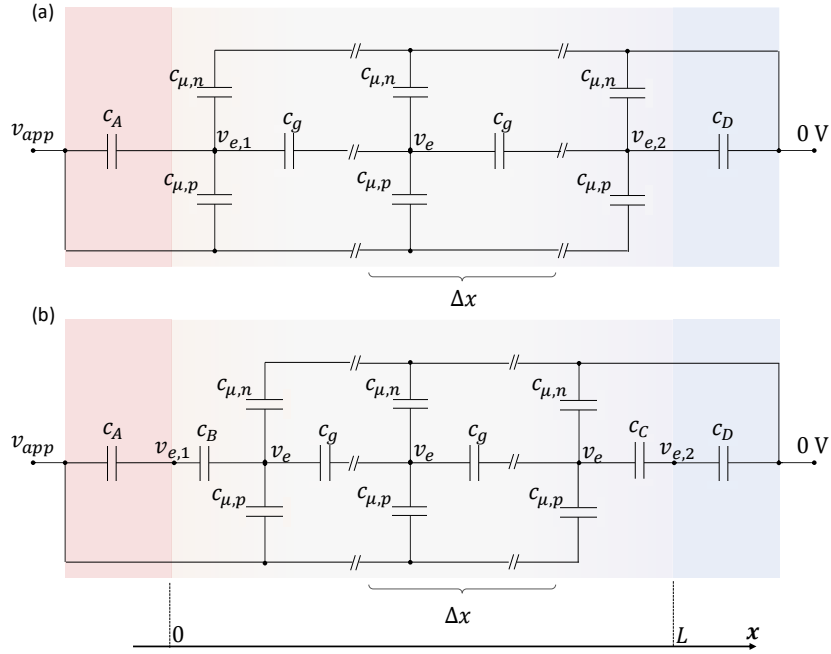 (a)
c_{μ,n} c_{μ,n} c_{μ,n}
v_{app} c_A v_{e,1} c_g v_e c_g v_{e,2} c_D 0 V
c_{μ,p} c_{μ,p} c_{μ,p}
Δx
(b)
c_{μ,n} c_{μ,n} c_{μ,n}
v_{app} c_A v_{e,1} c_B v_e c_g v_e c_g v_e c_C v_{e,2} c_D 0 V
c_{μ,p} c_{μ,p} c_{μ,p}
Δx
0 L x